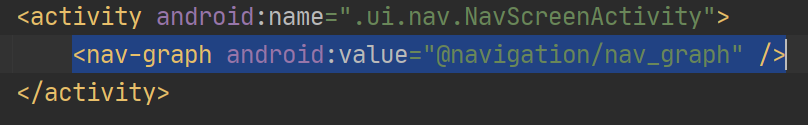 <activity android:name=".ui.nav.NavScreenActivity">
<nav-graph android:value="@navigation/nav_graph" />
</activity>